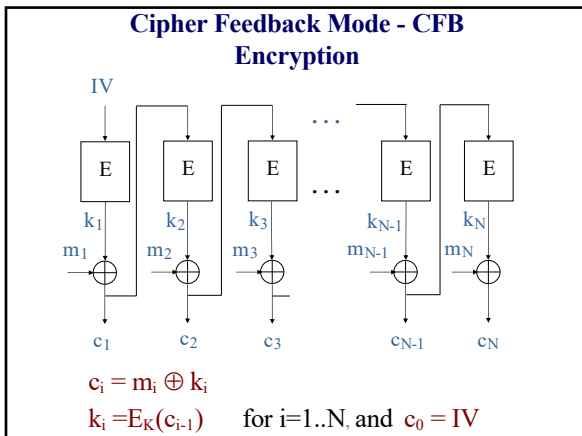 Cipher Feedback Mode - CFB
Encryption
IV
. . .
E E E E E
. . .
k₁ k₂ k₃ kN-1 kN
m₁ m₂ m₃ mN-1 mN
c₁ c₂ c₃ cN-1 cN
cᵢ = mᵢ ⊕ kᵢ
kᵢ =EK(cᵢ₋₁) for i=1..N, and c₀ = IV